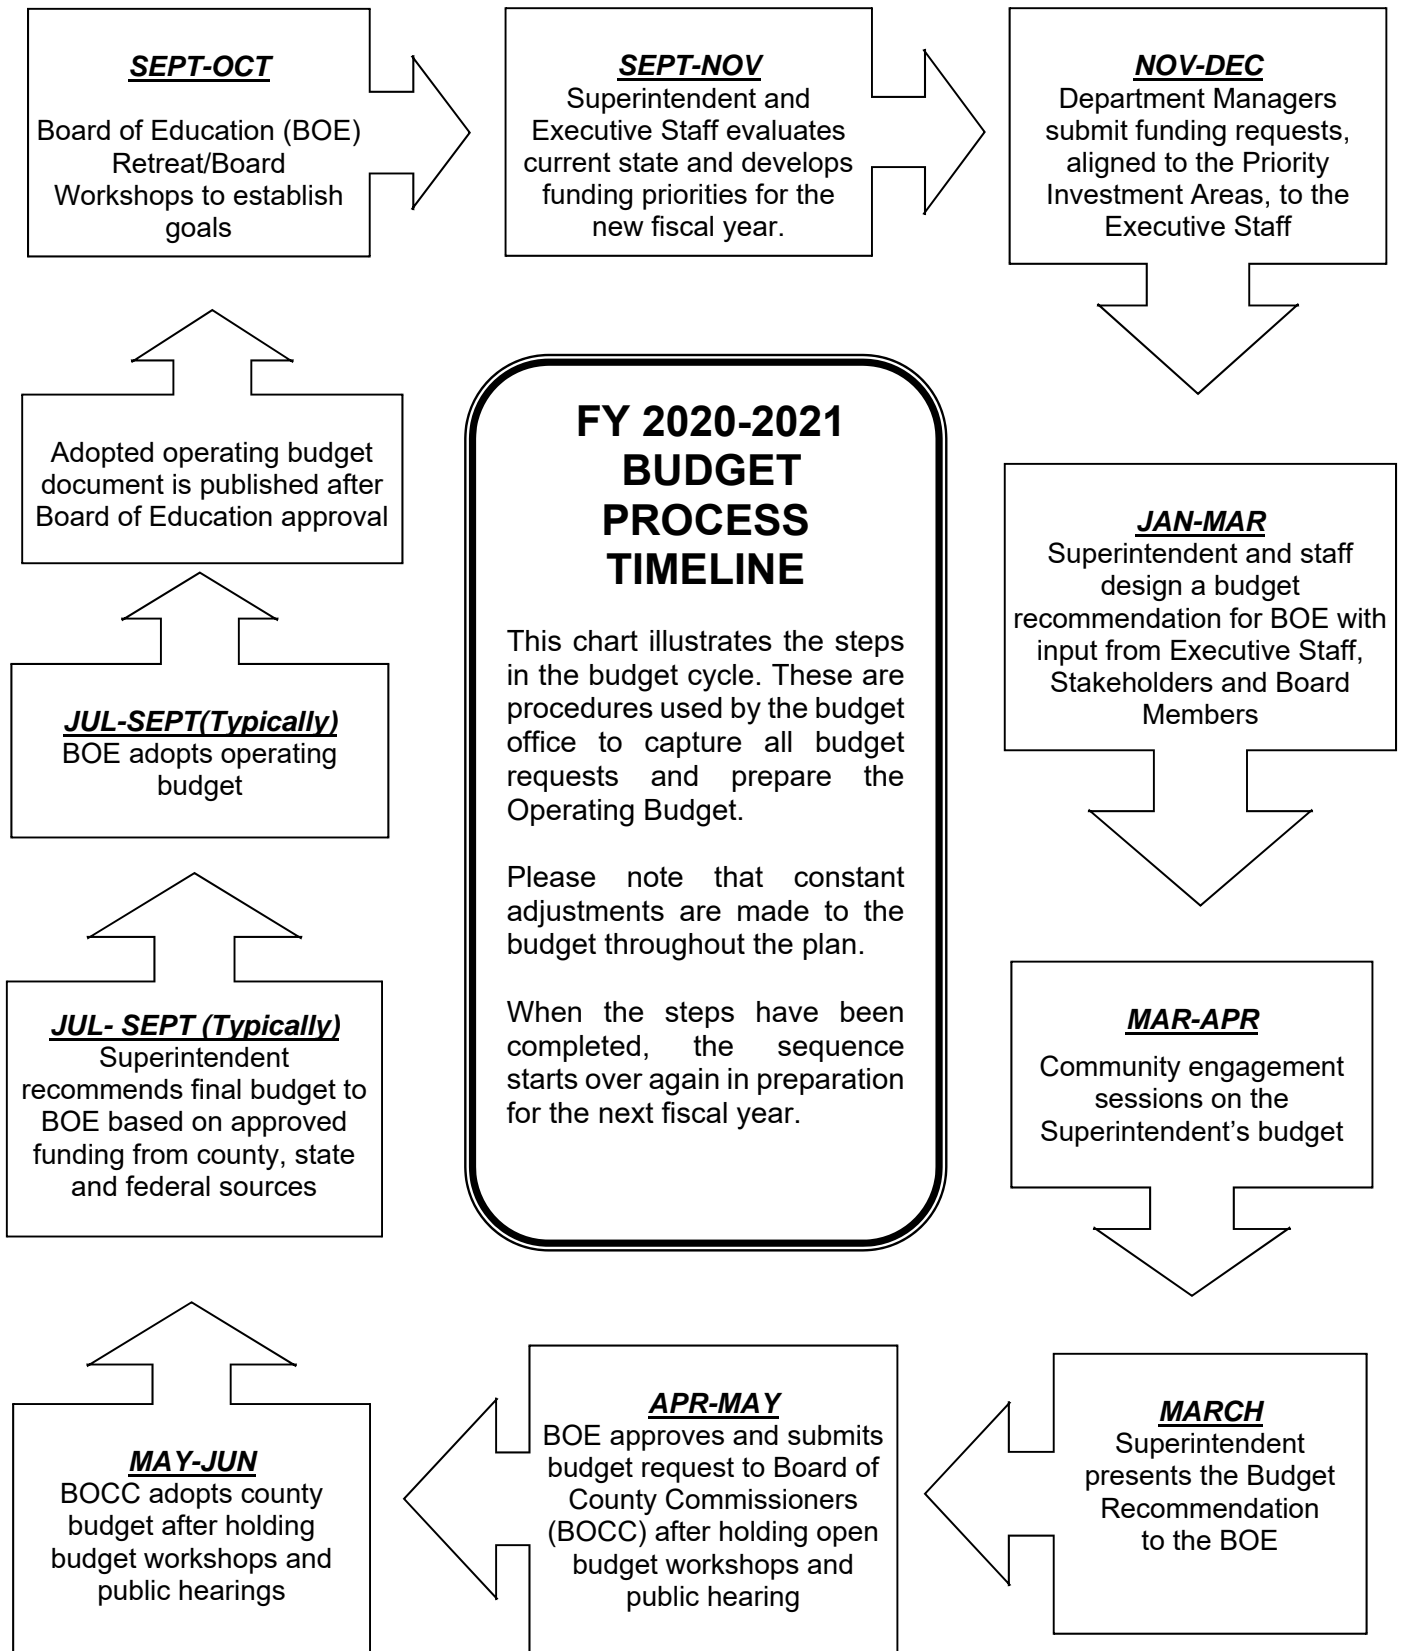 SEPT-OCT
Board of Education (BOE)
Retreat/Board
Workshops to establish
goals
SEPT-NOV
Superintendent and
Executive Staff evaluates
current state and develops
funding priorities for the
new fiscal year.
NOV-DEC
Department Managers
submit funding requests,
aligned to the Priority
Investment Areas, to the
Executive Staff
JAN-MAR
Superintendent and staff
design a budget
recommendation for BOE with
input from Executive Staff,
Stakeholders and Board
Members
MAR-APR
Community engagement
sessions on the
Superintendent’s budget
MARCH
Superintendent
presents the Budget
Recommendation
to the BOE
APR-MAY
BOE approves and submits
budget request to Board of
County Commissioners
(BOCC) after holding open
budget workshops and
public hearing
MAY-JUN
BOCC adopts county
budget after holding
budget workshops and
public hearings
JUL- SEPT (Typically)
Superintendent
recommends final budget to
BOE based on approved
funding from county, state
and federal sources
JUL-SEPT(Typically)
BOE adopts operating
budget
Adopted operating budget
document is published after
Board of Education approval
FY 2020-2021
BUDGET
PROCESS
TIMELINE
This chart illustrates the steps
in the budget cycle. These are
procedures used by the budget
office to capture all budget
requests and prepare the
Operating Budget.
Please note that constant
adjustments are made to the
budget throughout the plan.
When the steps have been
completed, the sequence
starts over again in preparation
for the next fiscal year.